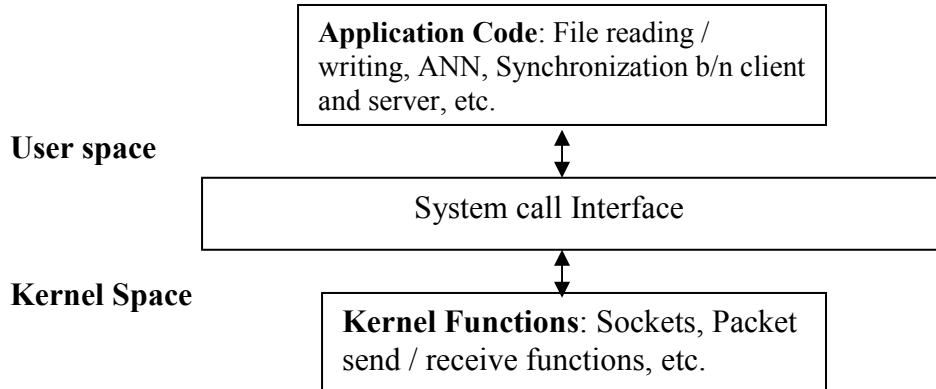 Application Code: File reading /
writing, ANN, Synchronization b/n client
and server, etc.
User space
System call Interface
Kernel Space
Kernel Functions: Sockets, Packet
send / receive functions, etc.